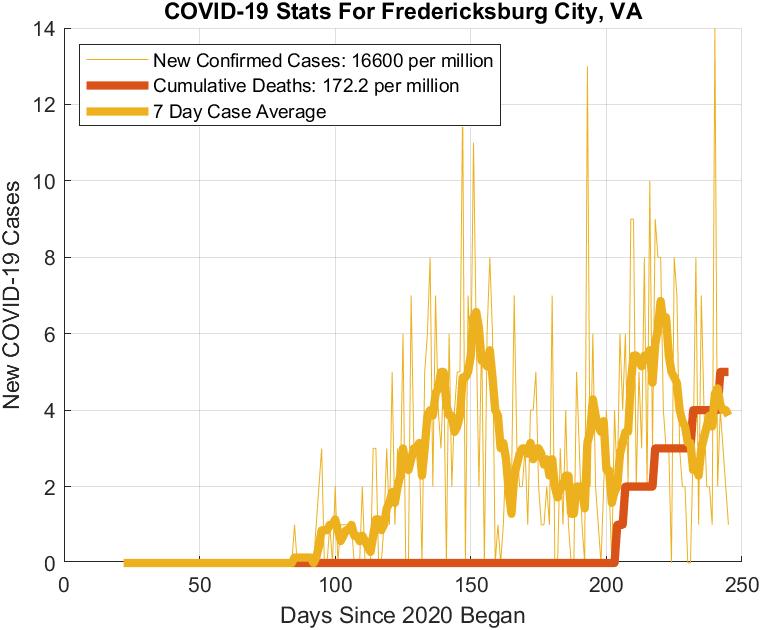 COVID-19 Stats For Fredericksburg City, VA
New Confirmed Cases: 16600 per million
Cumulative Deaths: 172.2 per million
7 Day Case Average
New COVID-19 Cases
14
12
10
8
6
4
2
0
0 50 100 150 200 250
Days Since 2020 Began